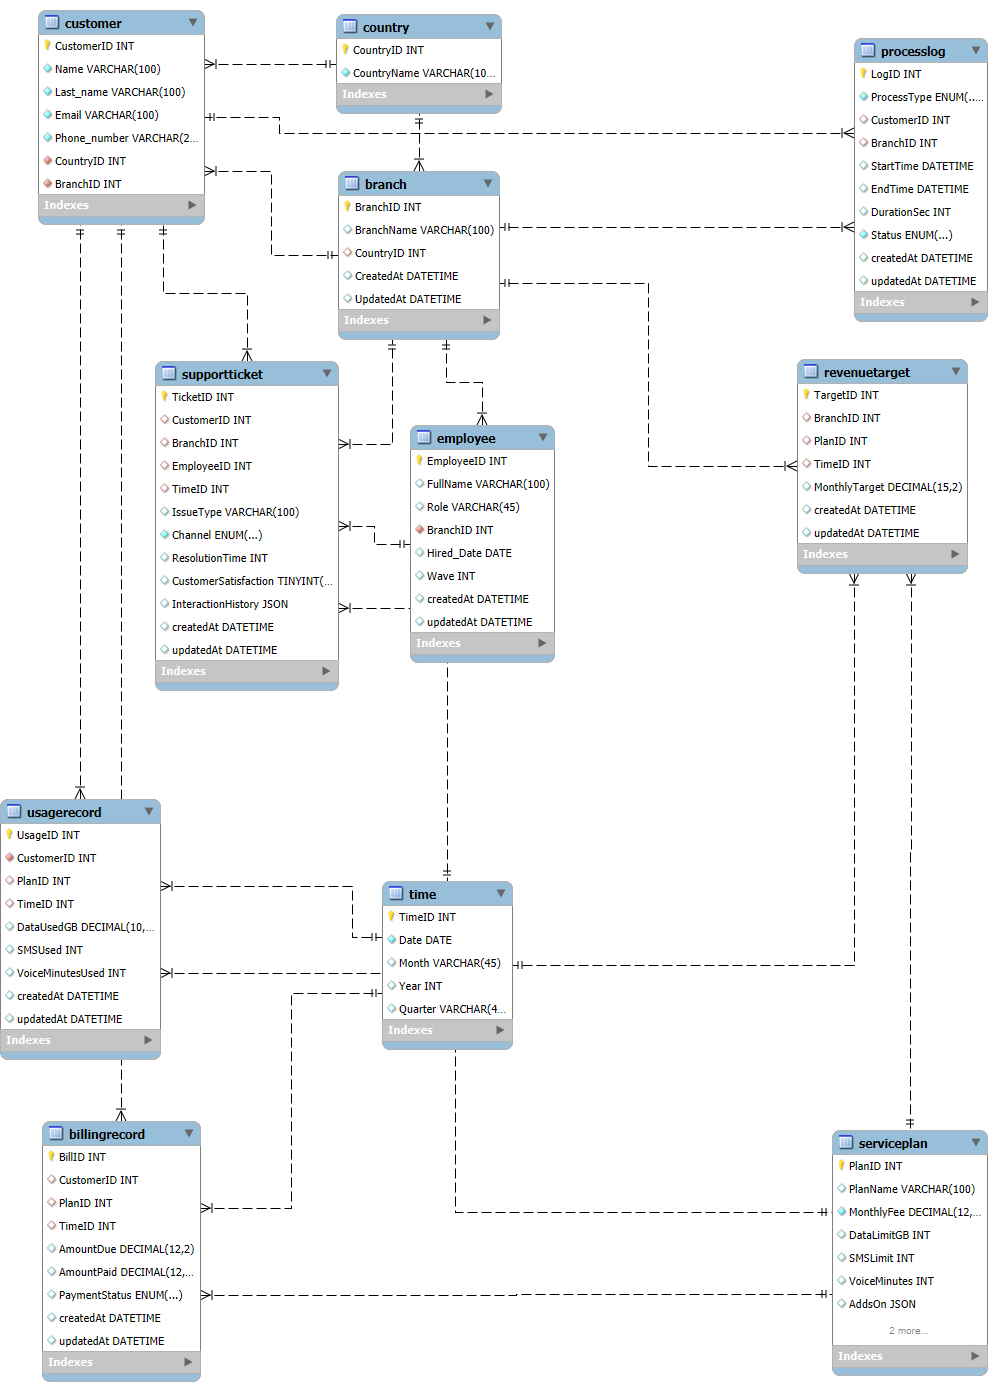 customer
CustomerID INT
Name VARCHAR(100)
Last_name VARCHAR(100)
Email VARCHAR(100)
Phone_number VARCHAR(2...
CountryID INT
BranchID INT
Indexes
country
CountryID INT
CountryName VARCHAR(10...
Indexes
processlog
LogID INT
ProcessType ENUM(...
CustomerID INT
BranchID INT
StartTime DATETIME
EndTime DATETIME
DurationSec INT
Status ENUM(...)
createdAt DATETIME
updatedAt DATETIME
Indexes
branch
BranchID INT
BranchName VARCHAR(100)
CountryID INT
CreatedAt DATETIME
UpdatedAt DATETIME
Indexes
supportticket
TicketID INT
CustomerID INT
BranchID INT
EmployeeID INT
TimeID INT
IssueType VARCHAR(100)
Channel ENUM(...)
ResolutionTime INT
CustomerSatisfaction TINYINT(...
InteractionHistory JSON
createdAt DATETIME
updatedAt DATETIME
Indexes
employee
EmployeeID INT
FullName VARCHAR(100)
Role VARCHAR(45)
BranchID INT
Hired_Date DATE
Wave INT
createdAt DATETIME
updatedAt DATETIME
Indexes
revenuetarget
TargetID INT
BranchID INT
PlanID INT
TimeID INT
MonthlyTarget DECIMAL(15,2)
createdAt DATETIME
updatedAt DATETIME
Indexes
usagerecord
UsageID INT
CustomerID INT
PlanID INT
TimeID INT
DataUsedGB DECIMAL(10,...
SMSUsed INT
VoiceMinutesUsed INT
createdAt DATETIME
updatedAt DATETIME
Indexes
time
TimeID INT
Date DATE
Month VARCHAR(45)
Year INT
Quarter VARCHAR(4...
Indexes
billingrecord
BillID INT
CustomerID INT
PlanID INT
TimeID INT
AmountDue DECIMAL(12,2)
AmountPaid DECIMAL(12,...
PaymentStatus ENUM(...)
createdAt DATETIME
updatedAt DATETIME
Indexes
serviceplan
PlanID INT
PlanName VARCHAR(100)
MonthlyFee DECIMAL(12,...
DataLimitGB INT
SMSLimit INT
VoiceMinutes INT
AddsOn JSON
2 more...
Indexes